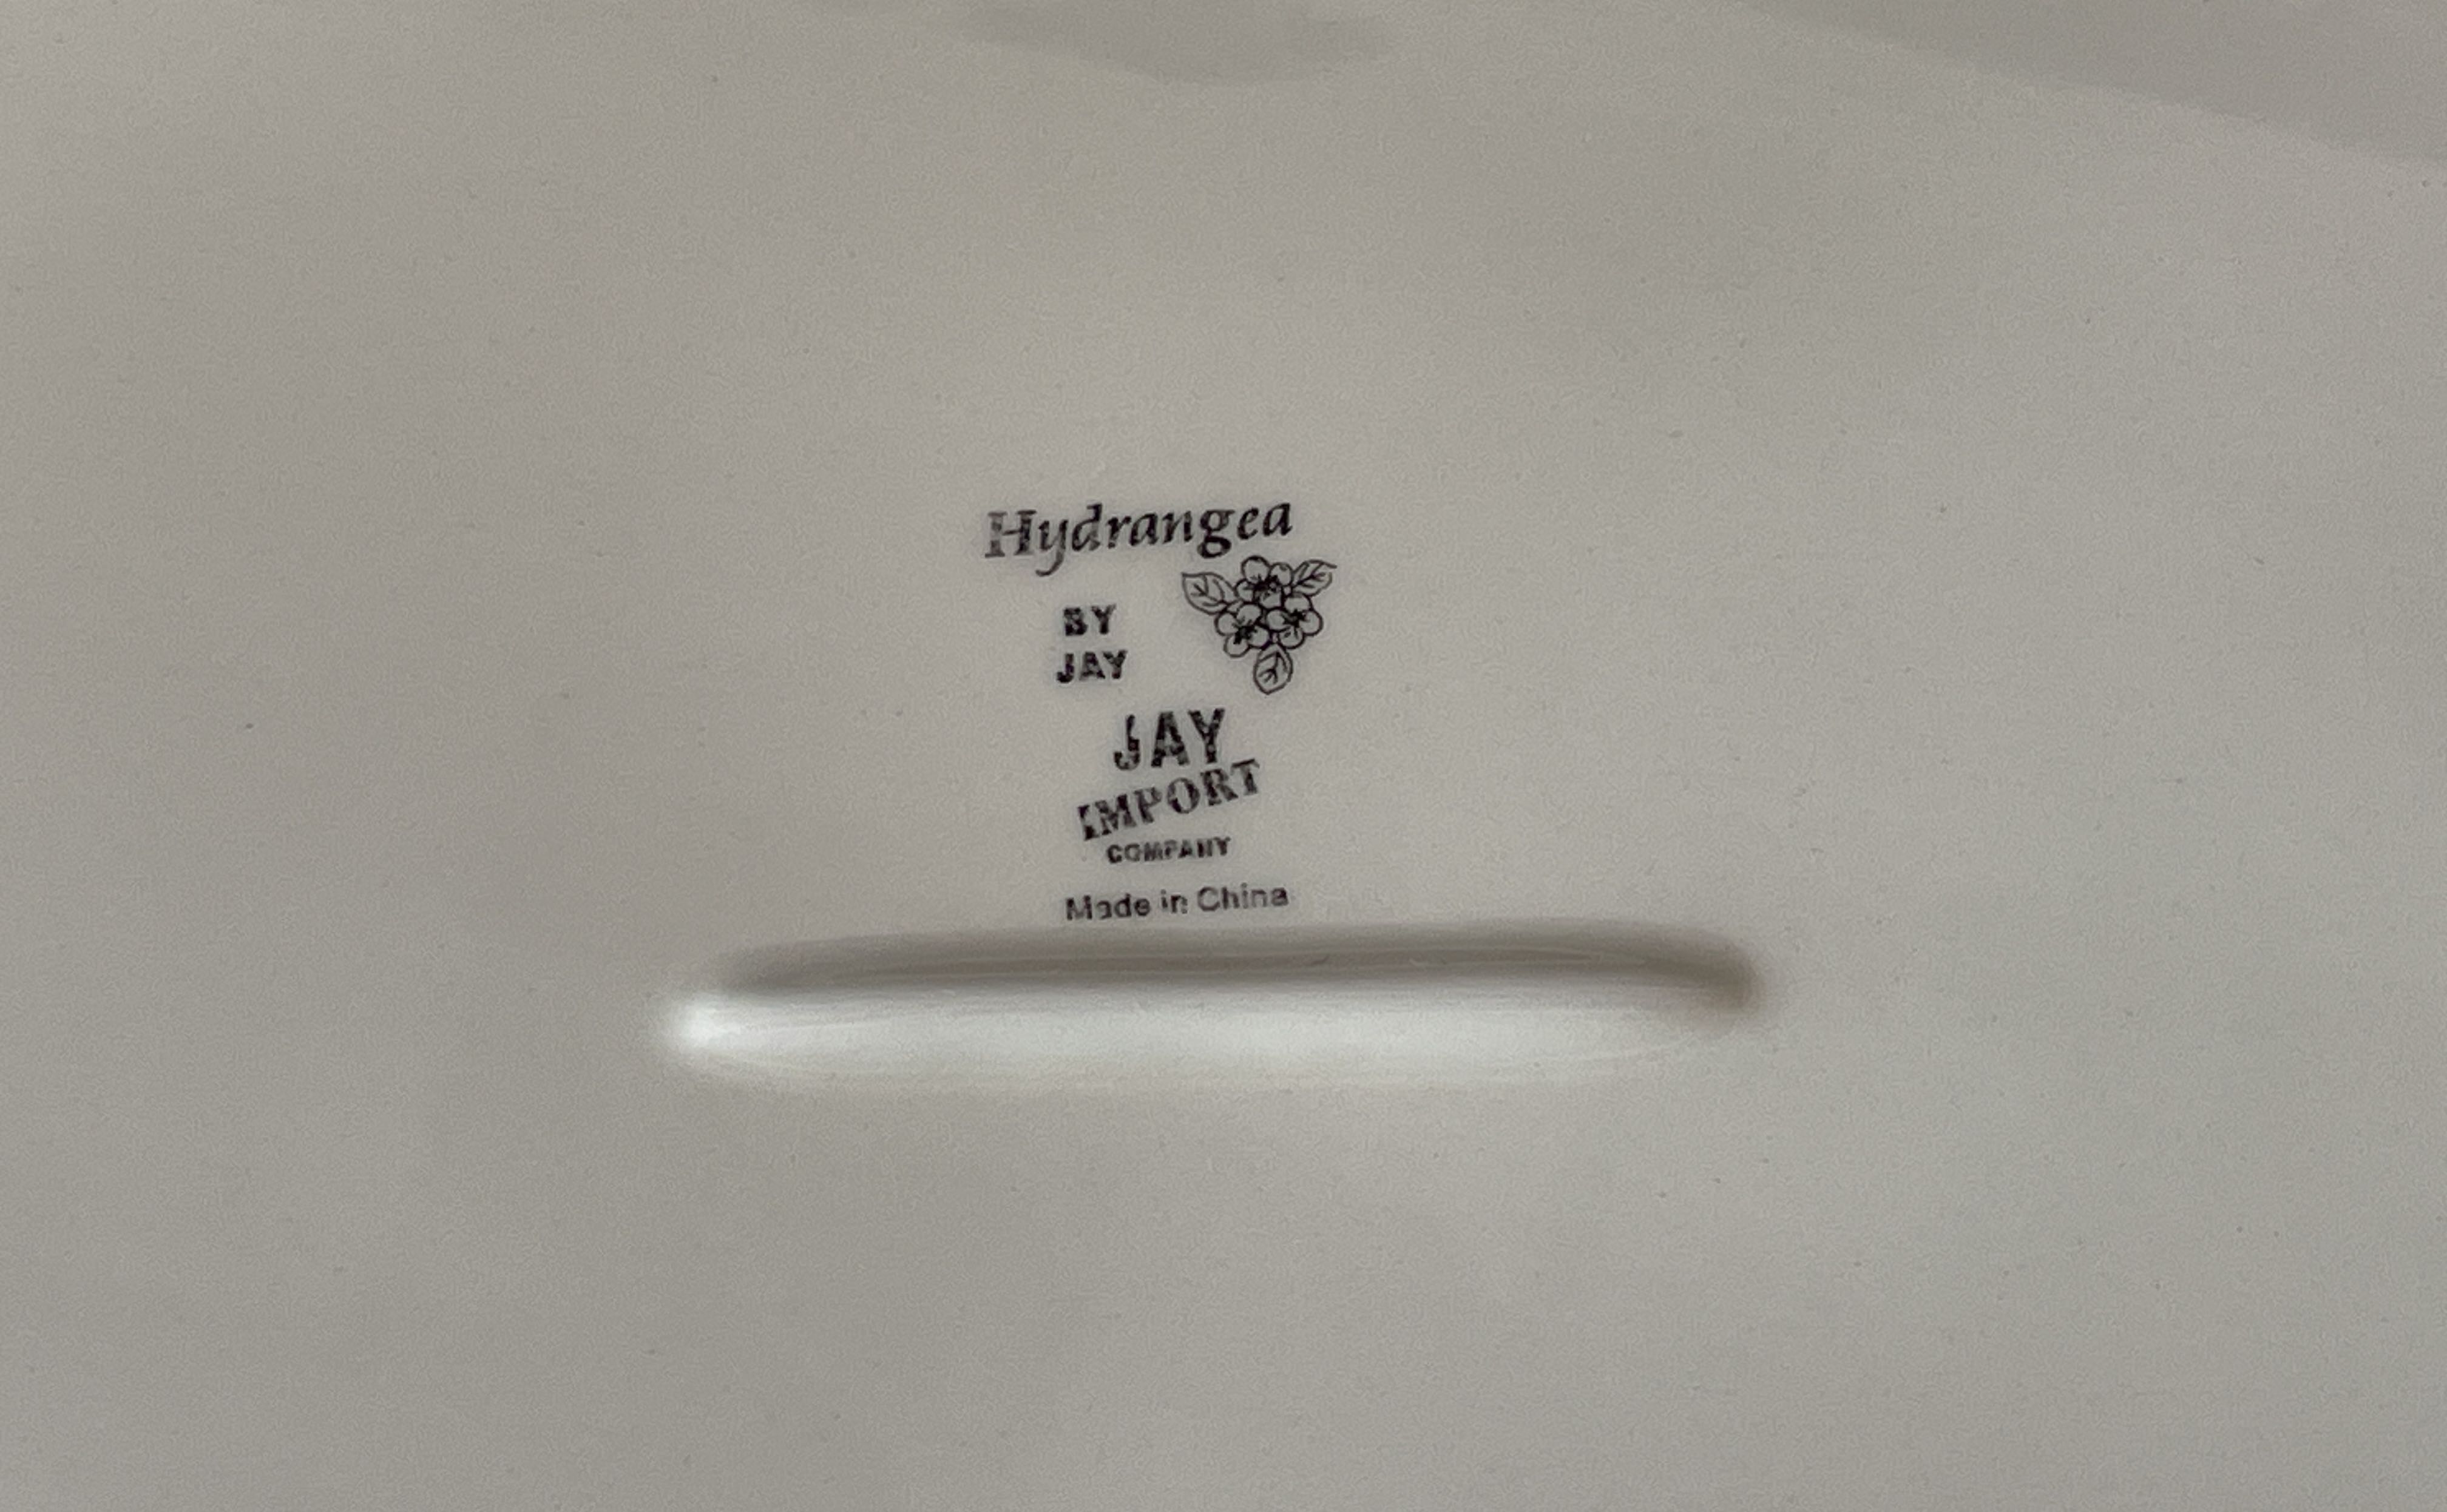 Hydrangea
BY
JAY
JAY
IMPORT
COMPANY
Made in China